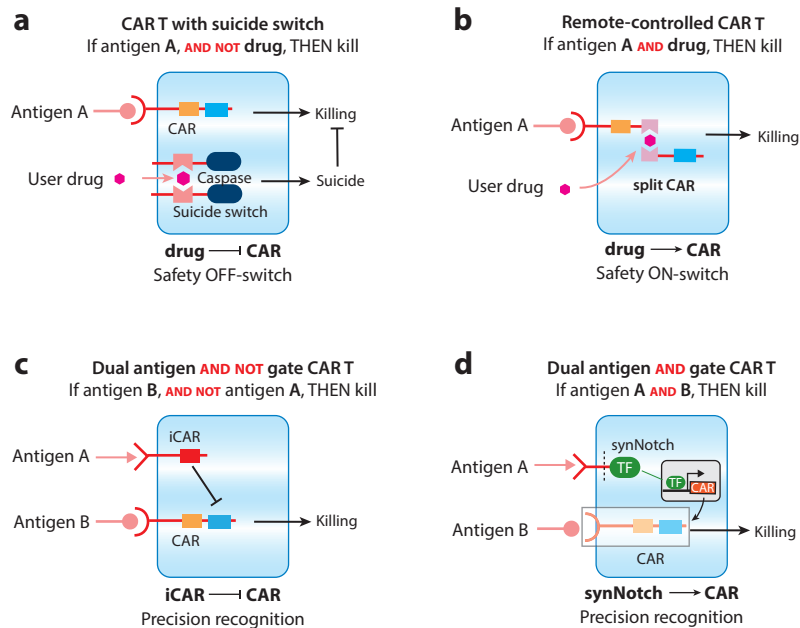 a
CAR T with suicide switch
If antigen A, AND NOT drug, THEN kill
Antigen A
CAR
Killing
User drug
Caspase
Suicide switch
Suicide
drug CAR
Safety OFF-switch
b
Remote-controlled CAR T
If antigen A AND drug, THEN kill
Antigen A
Killing
User drug
split CAR
drug CAR
Safety ON-switch
c
Dual antigen AND NOT gate CAR T
If antigen B, AND NOT antigen A, THEN kill
iCAR
Antigen A
Antigen B
CAR
Killing
iCAR CAR
Precision recognition
d
Dual antigen AND gate CAR T
If antigen A AND B, THEN kill
synNotch
Antigen A
TF
TF
CAR
Antigen B
Killing
CAR
synNotch CAR
Precision recognition